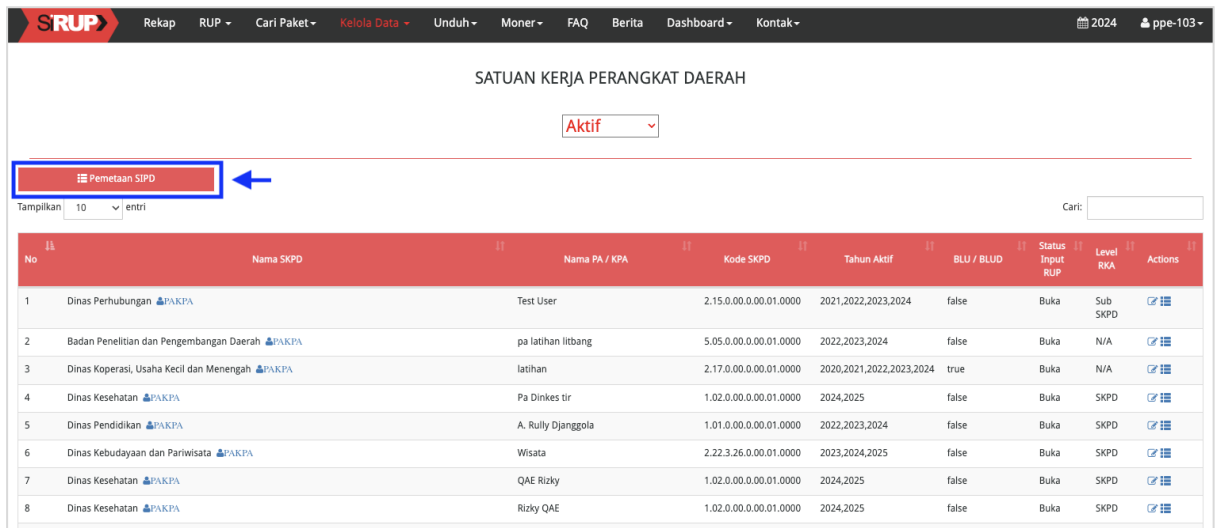 SiRUP Rekap RUP Cari Paket Kelola Data Unduh Moner FAQ Berita Dashboard Kontak 2024 ppe-103
SATUAN KERJA PERANGKAT DAERAH
Aktif
Pemetaan SIPD
Tampilkan 10 entri Cari:
No Nama SKPD Nama PA / KPA Kode SKPD Tahun Aktif BLU / BLUD Status Input RUP Level RKA Actions
1 Dinas Perhubungan PAKPA Test User 2.15.0.00.0.00.01.0000 2021,2022,2023,2024 false Buka Sub SKPD
2 Badan Penelitian dan Pengembangan Daerah PAKPA pa latihan litbang 5.05.0.00.0.00.01.0000 2022,2023,2024 false Buka N/A
3 Dinas Koperasi, Usaha Kecil dan Menengah PAKPA latihan 2.17.0.00.0.00.01.0000 2020,2021,2022,2023,2024 true Buka N/A
4 Dinas Kesehatan PAKPA Pa Dinkes tir 1.02.0.00.0.00.01.0000 2024,2025 false Buka SKPD
5 Dinas Pendidikan PAKPA A. Rully Djanggola 1.01.0.00.0.00.01.0000 2022,2023,2024 false Buka SKPD
6 Dinas Kebudayaan dan Pariwisata PAKPA Wisata 2.22.3.26.0.00.01.0000 2023,2024,2025 false Buka SKPD
7 Dinas Kesehatan PAKPA QAE Rizky 1.02.0.00.0.00.01.0000 2024,2025 false Buka SKPD
8 Dinas Kesehatan PAKPA Rizky QAE 1.02.0.00.0.00.01.0000 2024,2025 false Buka SKPD